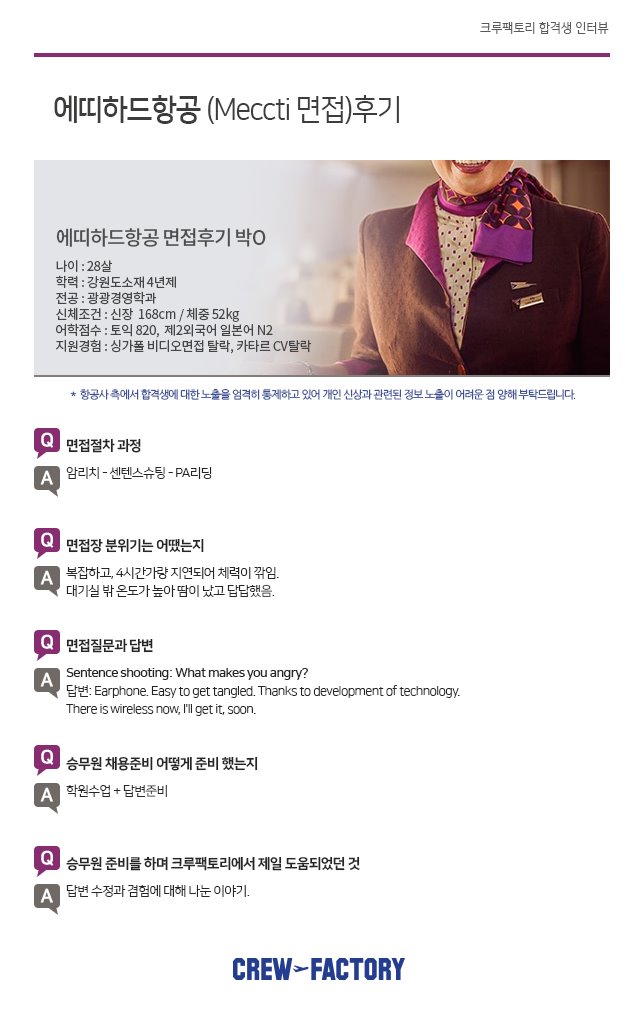 크루팩토리 합격생 인터뷰
에띠하드항공 (Meccti 면접)후기
에띠하드항공 면접후기 박O
나이 : 28살
학력 : 강원도소재 4년제
전공 : 광광경영학과
신체조건 : 신장 168cm / 체중 52kg
어학점수 : 토익 820, 제2외국어 일본어 N2
지원경험 : 싱가폴 비디오면접 탈락, 카타르 CV탈락
* 항공사 측에서 합격생에 대한 노출을 엄격히 통제하고 있어 개인 신상과 관련된 정보 노출이 어려운 점 양해 부탁드립니다.
Q 면접절차 과정
A 암리치 - 센텐스슈팅 - PA리딩
Q 면접장 분위기는 어땠는지
A 복잡하고, 4시간가량 지연되어 체력이 깎임.
대기실 밖 온도가 높아 땀이 났고 답답했음.
Q 면접질문과 답변
A Sentence shooting: What makes you angry?
답변: Earphone. Easy to get tangled. Thanks to development of technology.
There is wireless now, I'll get it, soon.
Q 승무원 채용준비 어떻게 준비 했는지
A 학원수업 + 답변준비
Q 승무원 준비를 하며 크루팩토리에서 제일 도움되었던 것
A 답변 수정과 겸험에 대해 나눈 이야기.
CREW FACTORY